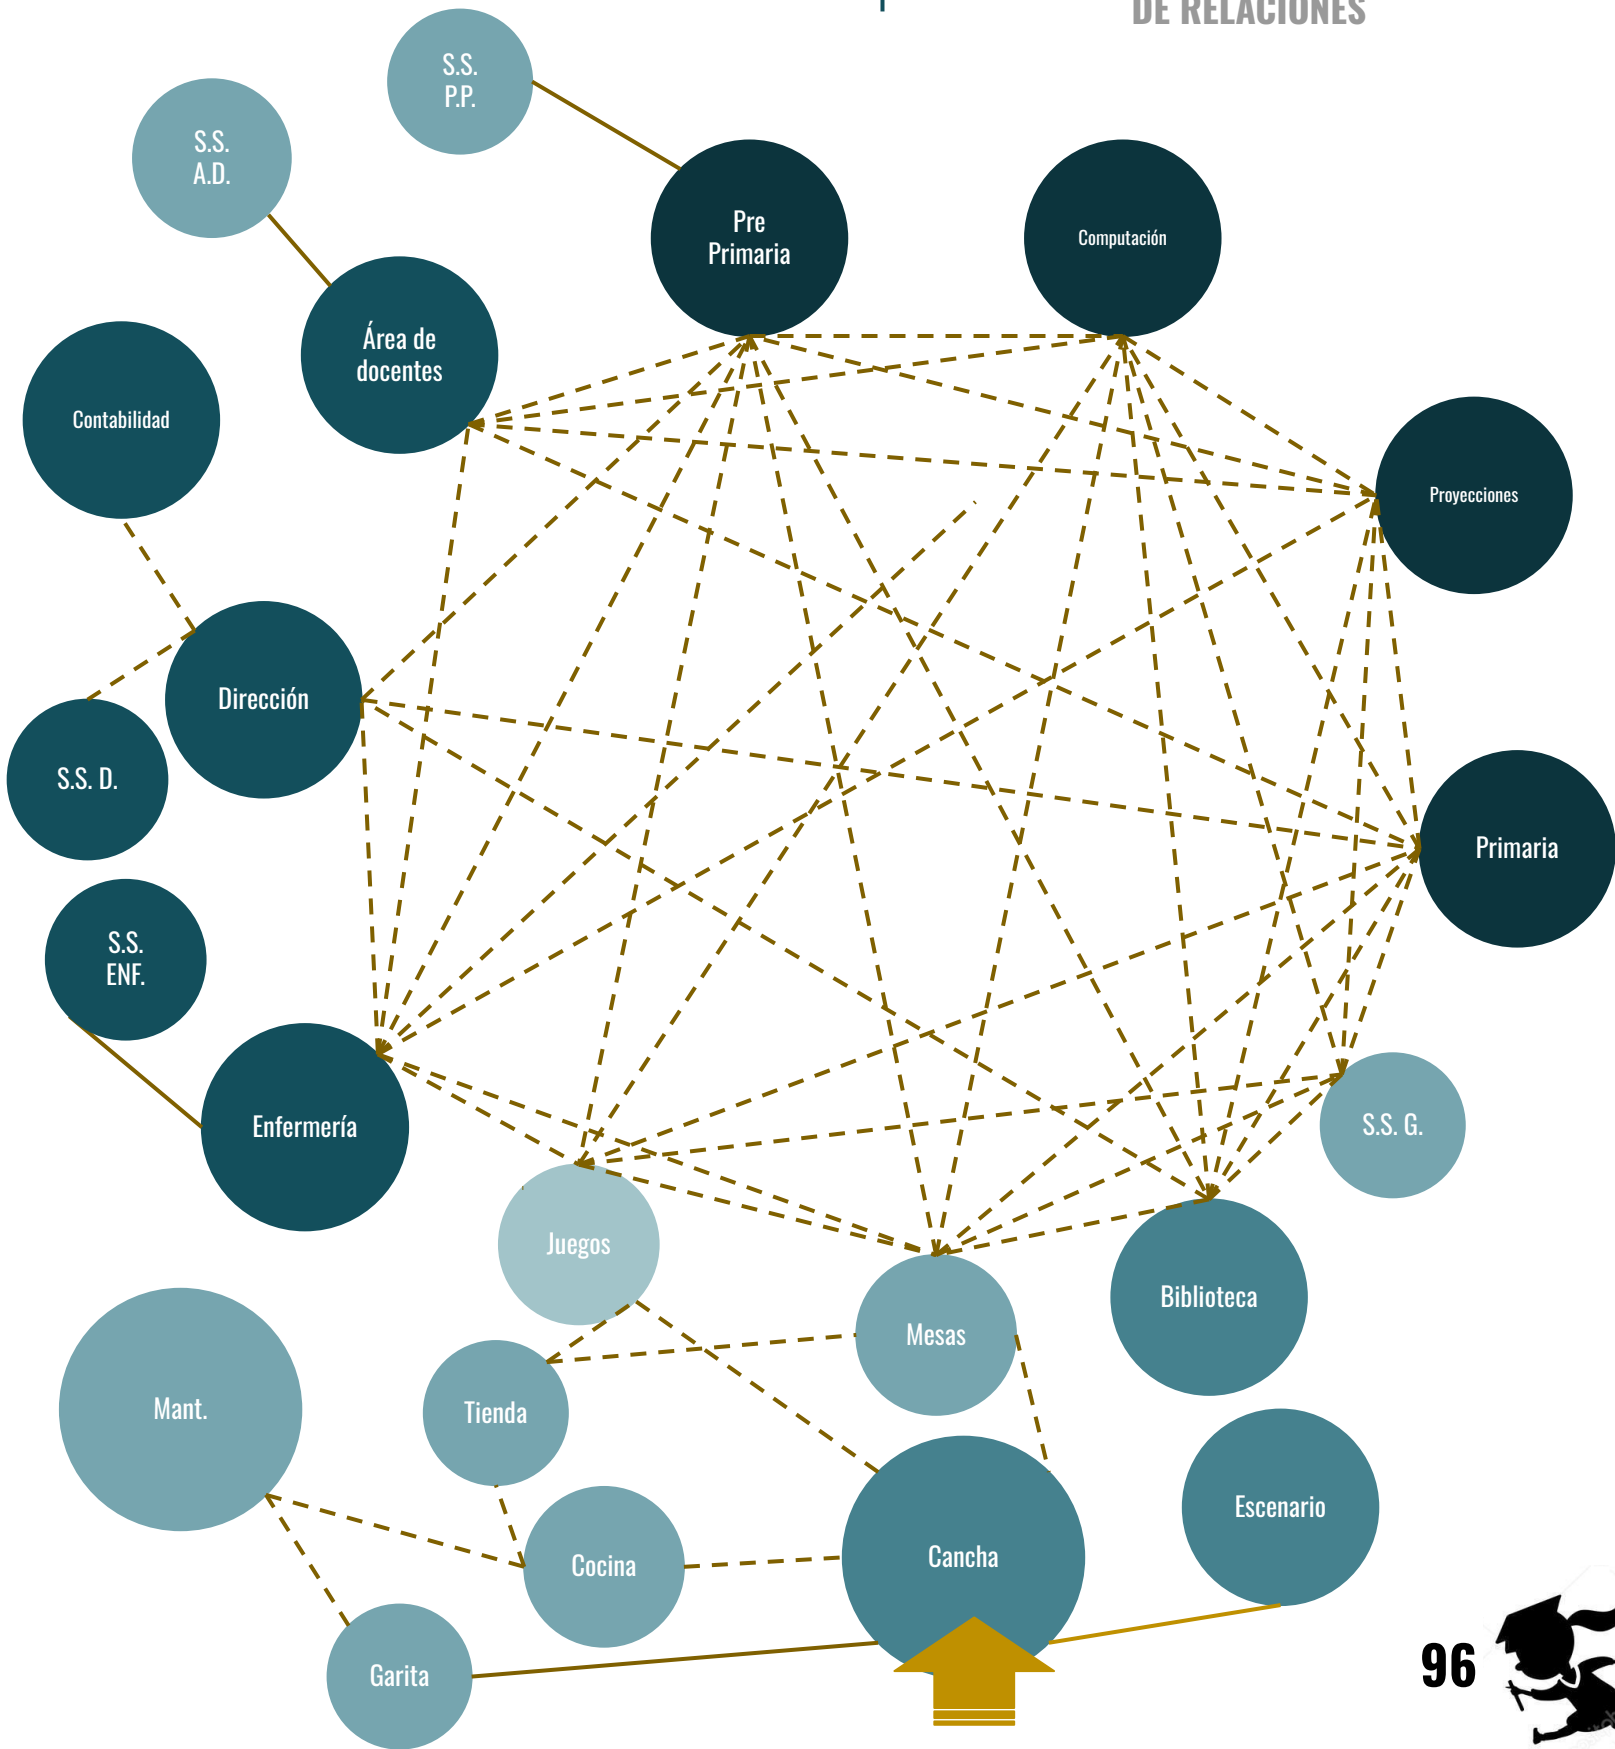 DE RELACIONES
S.S.
P.P.
S.S.
A.D.
Pre
Primaria
Computación
Área de
docentes
Contabilidad
Proyecciones
Dirección
S.S. D.
Primaria
S.S.
ENF.
Enfermería
S.S. G.
Juegos
Biblioteca
Mesas
Mant.
Tienda
Escenario
Cancha
Cocina
Garita
96